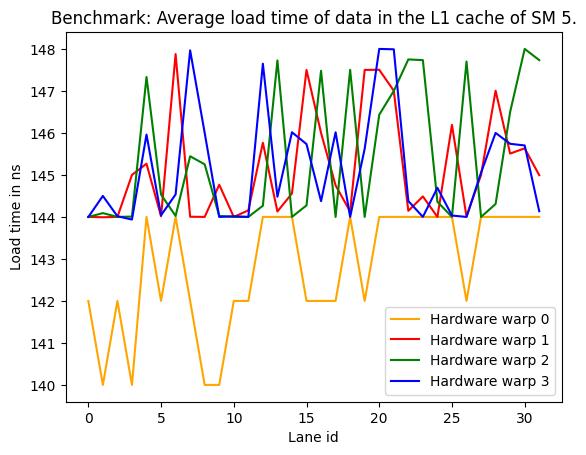 Benchmark: Average load time of data in the L1 cache of SM 5.
148
147
146
145
144
143
142
141
140
Load time in ns
0
5
10
15
20
25
30
Lane id
Hardware warp 0
Hardware warp 1
Hardware warp 2
Hardware warp 3